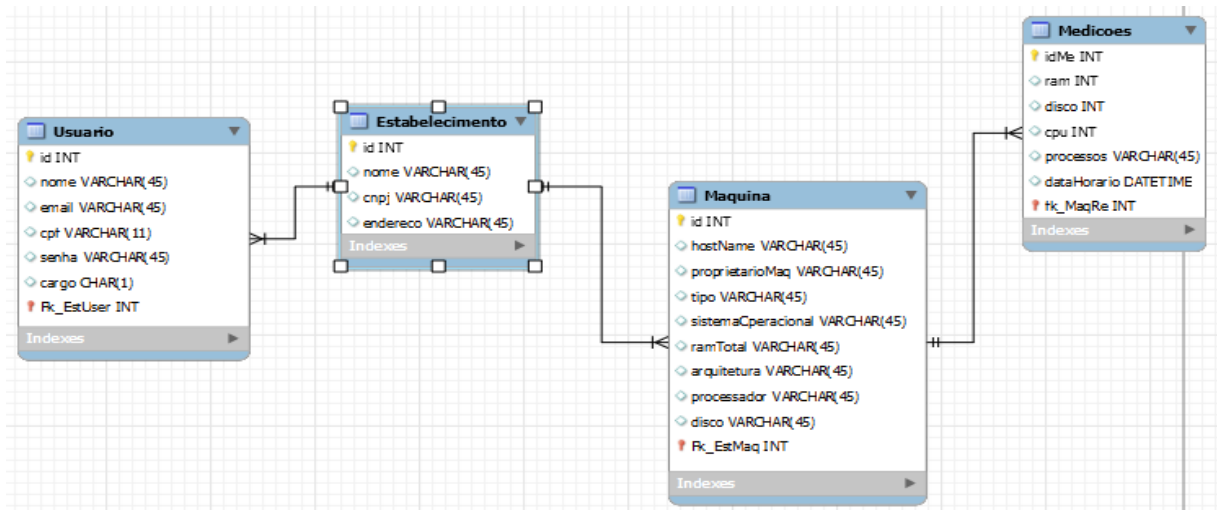 Usuario
id INT
nome VARCHAR(45)
email VARCHAR(45)
cpf VARCHAR(11)
senha VARCHAR(45)
cargo CHAR(1)
Fk_EstUser INT
Indexes
Estabelecimento
id INT
nome VARCHAR(45)
cnpj VARCHAR(45)
endereco VARCHAR(45)
Indexes
Maquina
id INT
hostName VARCHAR(45)
proprietarioMaq VARCHAR(45)
tipo VARCHAR(45)
sistemaOperacional VARCHAR(45)
ramTotal VARCHAR(45)
arquitetura VARCHAR(45)
processador VARCHAR(45)
disco VARCHAR(45)
Fk_EstMaq INT
Indexes
Medicoes
idMe INT
ram INT
disco INT
cpu INT
processos VARCHAR(45)
dataHorario DATETIME
fk_MaqRe INT
Indexes